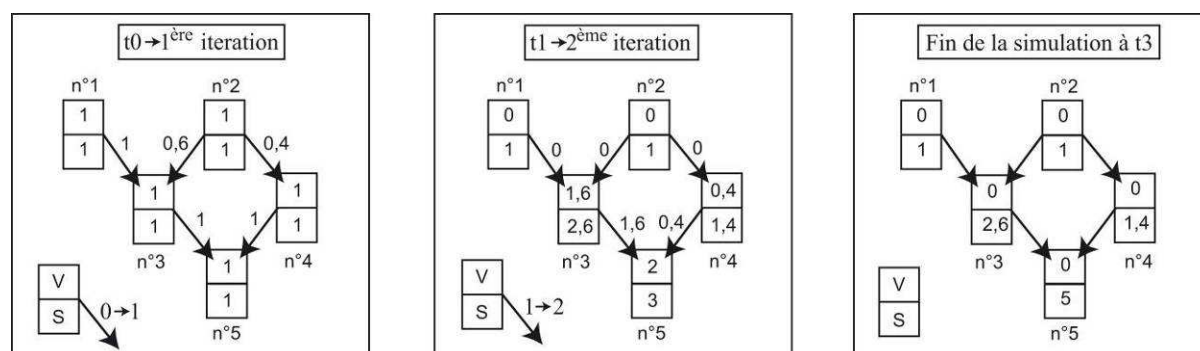 t0→1ère iteration
n°1
n°2
1
1
1
1
1
0,6
0,4
1
1
1
1
1
1
n°3
n°4
1
1
n°5
V
S
0→1
t1→2ème iteration
n°1
n°2
0
0
1
1
0
0
0
1,6
0,4
2,6
1,4
1,6
0,4
n°3
n°4
2
3
n°5
V
S
1→2
Fin de la simulation à t3
n°1
n°2
0
0
1
1
0
0
2,6
1,4
n°3
n°4
0
5
n°5
V
S